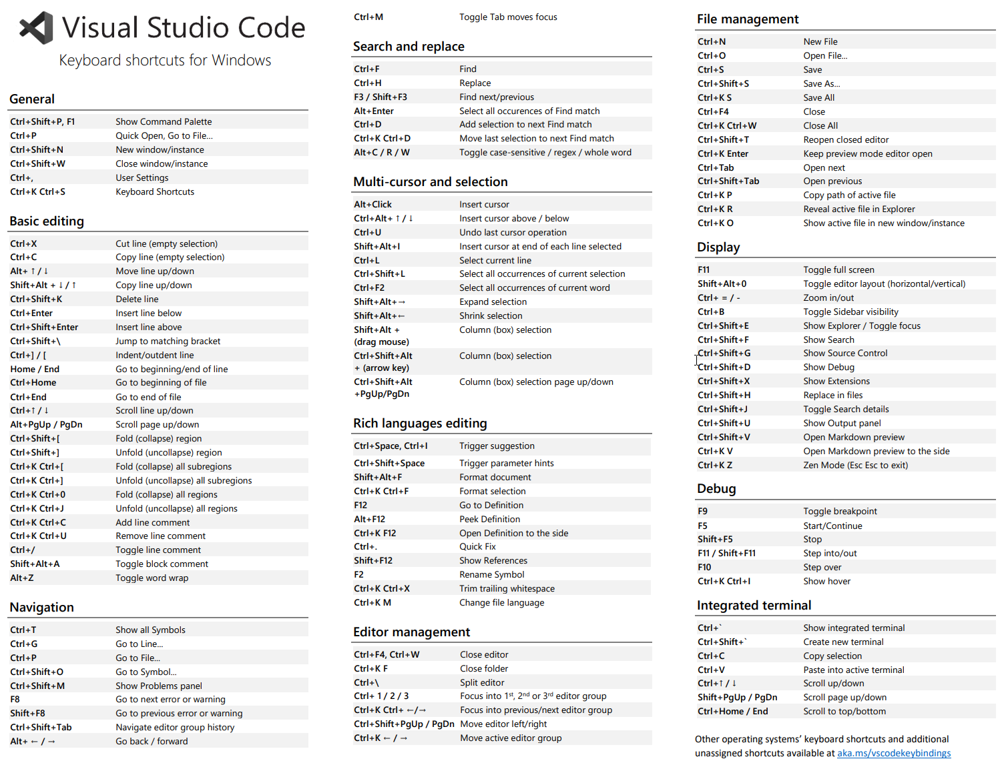 Visual Studio Code
Keyboard shortcuts for Windows
General
Ctrl+Shift+P, F1 Show Command Palette
Ctrl+P Quick Open, Go to File...
Ctrl+Shift+N New window/instance
Ctrl+Shift+W Close window/instance
Ctrl+, User Settings
Ctrl+K Ctrl+S Keyboard Shortcuts
Basic editing
Ctrl+X Cut line (empty selection)
Ctrl+C Copy line (empty selection)
Alt+ ↑ / ↓ Move line up/down
Shift+Alt + ↓ / ↑ Copy line up/down
Ctrl+Shift+K Delete line
Ctrl+Enter Insert line below
Ctrl+Shift+Enter Insert line above
Ctrl+Shift+\ Jump to matching bracket
Ctrl+] / [ Indent/outdent line
Home / End Go to beginning/end of line
Ctrl+Home Go to beginning of file
Ctrl+End Go to end of file
Ctrl+↑ / ↓ Scroll line up/down
Alt+PgUp / PgDn Scroll page up/down
Ctrl+Shift+[ Fold (collapse) region
Ctrl+Shift+] Unfold (uncollapse) region
Ctrl+K Ctrl+[ Fold (collapse) all subregions
Ctrl+K Ctrl+] Unfold (uncollapse) all subregions
Ctrl+K Ctrl+0 Fold (collapse) all regions
Ctrl+K Ctrl+J Unfold (uncollapse) all regions
Ctrl+K Ctrl+C Add line comment
Ctrl+K Ctrl+U Remove line comment
Ctrl+/ Toggle line comment
Shift+Alt+A Toggle block comment
Alt+Z Toggle word wrap
Navigation
Ctrl+T Show all Symbols
Ctrl+G Go to Line...
Ctrl+P Go to File...
Ctrl+Shift+O Go to Symbol...
Ctrl+Shift+M Show Problems panel
F8 Go to next error or warning
Shift+F8 Go to previous error or warning
Ctrl+Shift+Tab Navigate editor group history
Alt+ ← / → Go back / forward
Ctrl+M Toggle Tab moves focus
Search and replace
Ctrl+F Find
Ctrl+H Replace
F3 / Shift+F3 Find next/previous
Alt+Enter Select all occurences of Find match
Ctrl+D Add selection to next Find match
Ctrl+K Ctrl+D Move last selection to next Find match
Alt+C / R / W Toggle case-sensitive / regex / whole word
Multi-cursor and selection
Alt+Click Insert cursor
Ctrl+Alt+ ↑ / ↓ Insert cursor above / below
Ctrl+U Undo last cursor operation
Shift+Alt+I Insert cursor at end of each line selected
Ctrl+L Select current line
Ctrl+Shift+L Select all occurrences of current selection
Ctrl+F2 Select all occurrences of current word
Shift+Alt+→ Expand selection
Shift+Alt+← Shrink selection
Shift+Alt + Column (box) selection
(drag mouse)
Ctrl+Shift+Alt Column (box) selection
+ (arrow key)
Ctrl+Shift+Alt Column (box) selection page up/down
+PgUp/PgDn
Rich languages editing
Ctrl+Space, Ctrl+I Trigger suggestion
Ctrl+Shift+Space Trigger parameter hints
Shift+Alt+F Format document
Ctrl+K Ctrl+F Format selection
F12 Go to Definition
Alt+F12 Peek Definition
Ctrl+K F12 Open Definition to the side
Ctrl+. Quick Fix
Shift+F12 Show References
F2 Rename Symbol
Ctrl+K Ctrl+X Trim trailing whitespace
Ctrl+K M Change file language
Editor management
Ctrl+F4, Ctrl+W Close editor
Ctrl+K F Close folder
Ctrl+\ Split editor
Ctrl+ 1 / 2 / 3 Focus into 1st, 2nd or 3rd editor group
Ctrl+K Ctrl+ ←/→ Focus into previous/next editor group
Ctrl+Shift+PgUp / PgDn Move editor left/right
Ctrl+K ← / → Move active editor group
File management
Ctrl+N New File
Ctrl+O Open File...
Ctrl+S Save
Ctrl+Shift+S Save As...
Ctrl+K S Save All
Ctrl+F4 Close
Ctrl+K Ctrl+W Close All
Ctrl+Shift+T Reopen closed editor
Ctrl+K Enter Keep preview mode editor open
Ctrl+Tab Open next
Ctrl+Shift+Tab Open previous
Ctrl+K P Copy path of active file
Ctrl+K R Reveal active file in Explorer
Ctrl+K O Show active file in new window/instance
Display
F11 Toggle full screen
Shift+Alt+0 Toggle editor layout (horizontal/vertical)
Ctrl+ = / - Zoom in/out
Ctrl+B Toggle Sidebar visibility
Ctrl+Shift+E Show Explorer / Toggle focus
Ctrl+Shift+F Show Search
Ctrl+Shift+G Show Source Control
Ctrl+Shift+D Show Debug
Ctrl+Shift+X Show Extensions
Ctrl+Shift+H Replace in files
Ctrl+Shift+J Toggle Search details
Ctrl+Shift+U Show Output panel
Ctrl+Shift+V Open Markdown preview
Ctrl+K V Open Markdown preview to the side
Ctrl+K Z Zen Mode (Esc Esc to exit)
Debug
F9 Toggle breakpoint
F5 Start/Continue
Shift+F5 Stop
F11 / Shift+F11 Step into/out
F10 Step over
Ctrl+K Ctrl+I Show hover
Integrated terminal
Ctrl+` Show integrated terminal
Ctrl+Shift+` Create new terminal
Ctrl+C Copy selection
Ctrl+V Paste into active terminal
Ctrl+↑ / ↓ Scroll up/down
Shift+PgUp / PgDn Scroll page up/down
Ctrl+Home / End Scroll to top/bottom
Other operating systems’ keyboard shortcuts and additional
unassigned shortcuts available at aka.ms/vscodekeybindings